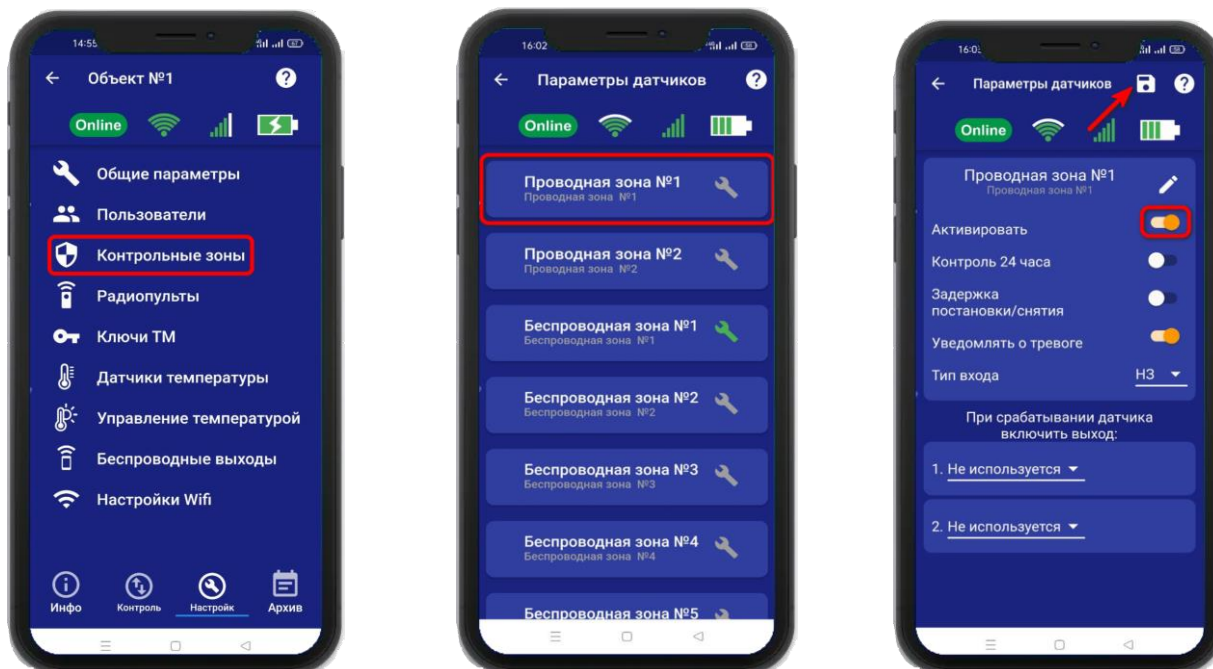 14:55
Объект №1
?
Online
Общие параметры
Пользователи
Контрольные зоны
Радиопульты
Ключи ТМ
Датчики температуры
Управление температурой
Беспроводные выходы
Настройки Wifi
Инфо
Контроль
Настройк
Архив
16:02
Параметры датчиков
?
Online
Проводная зона №1
Проводная зона №1
Проводная зона №2
Проводная зона №2
Беспроводная зона №1
Беспроводная зона №1
Беспроводная зона №2
Беспроводная зона №2
Беспроводная зона №3
Беспроводная зона №3
Беспроводная зона №4
Беспроводная зона №4
Беспроводная зона №5
Параметры датчиков
?
Online
Проводная зона №1
Проводная зона №1
Активировать
Контроль 24 часа
Задержка
постановки/снятия
Уведомлять о тревоге
Тип входа НЗ
При срабатывании датчика
включить выход:
1. Не используется
2. Не используется